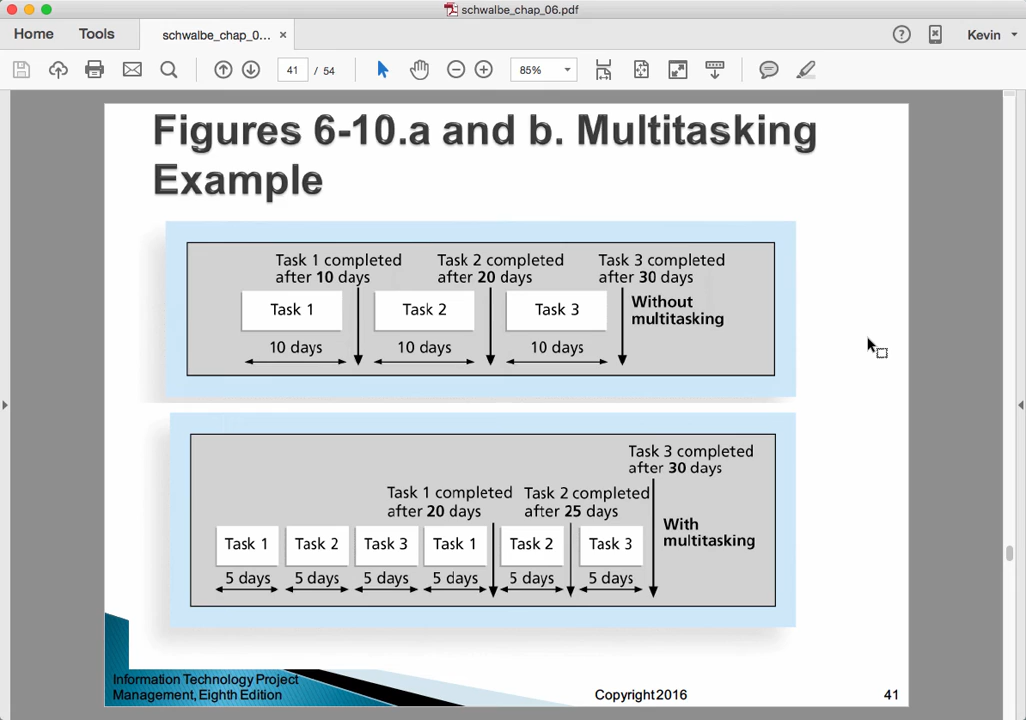 schwalbe_chap_06.pdf
Home Tools schwalbe_chap_0... × Kevin
41 / 54 85%
Figures 6-10.a and b. Multitasking
Example
Task 1 completed Task 2 completed Task 3 completed
after 10 days after 20 days after 30 days
Task 1 Task 2 Task 3 Without
multitasking
10 days 10 days 10 days
Task 3 completed
after 30 days
Task 1 completed Task 2 completed
after 20 days after 25 days
With
multitasking
Task 1 Task 2 Task 3 Task 1 Task 2 Task 3
5 days 5 days 5 days 5 days 5 days 5 days
Information Technology Project
Management, Eighth Edition Copyright 2016 41